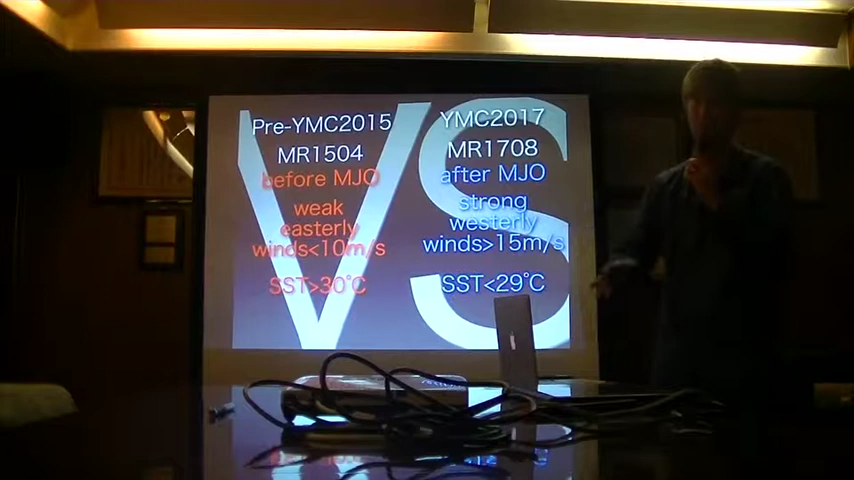 VS
Pre-YMC2015
MR1504
before MJO
weak
easterly
winds<10m/s
SST>30℃
YMC2017
MR1708
after MJO
strong
westerly
winds>15m/s
SST<29℃